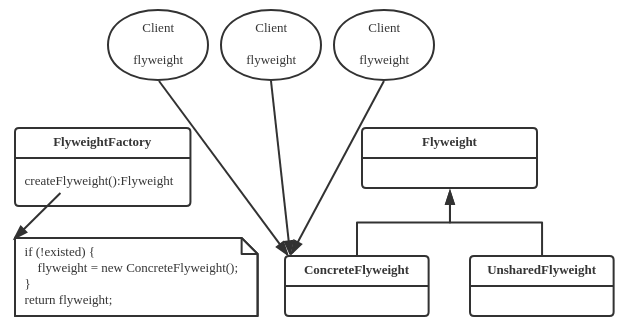 Client
flyweight
Client
flyweight
Client
flyweight
FlyweightFactory
createFlyweight():Flyweight
Flyweight
if (!existed) {
    flyweight = new ConcreteFlyweight();
}
return flyweight;
ConcreteFlyweight
UnsharedFlyweight